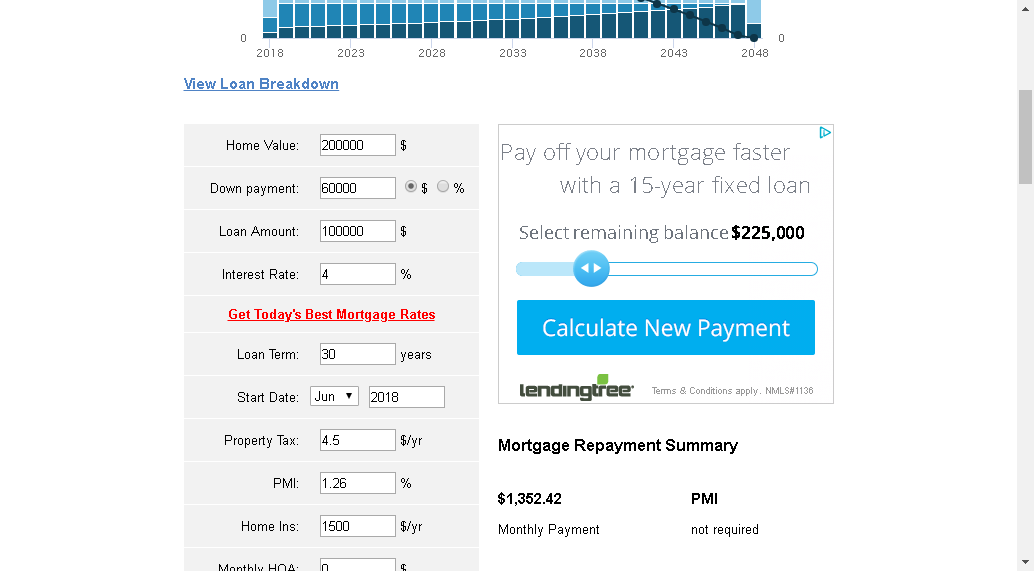 0
0
2018 2023 2028 2033 2038 2043 2048
View Loan Breakdown
Home Value: 200000 $
Down payment: 60000 $ %
Loan Amount: 100000 $
Interest Rate: 4 %
Get Today's Best Mortgage Rates
Loan Term: 30 years
Start Date: Jun 2018
Property Tax: 4.5 $/yr
PMI: 1.26 %
Home Ins: 1500 $/yr
Monthly HOA: 0 $
Pay off your mortgage faster
with a 15-year fixed loan
Select remaining balance $225,000
Calculate New Payment
lendingtree Terms & Conditions apply. NMLS#1136
Mortgage Repayment Summary
$1,352.42 PMI
Monthly Payment not required